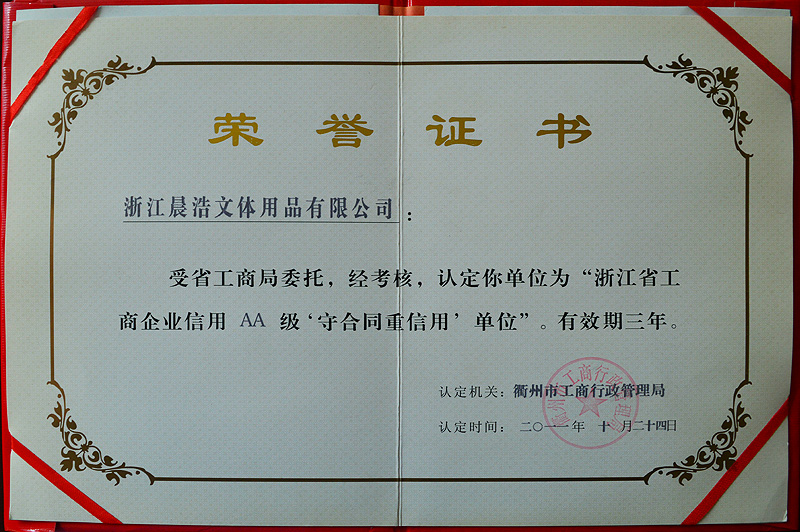 荣誉证书
浙江晨浩文体用品有限公司：
受省工商局委托，经考核，认定你单位为“浙江省工
商企业信用 AA 级‘守合同重信用’单位”。有效期三年。
认定机关：衢州市工商行政管理局
认定时间：二〇一一年 十 月二十四日